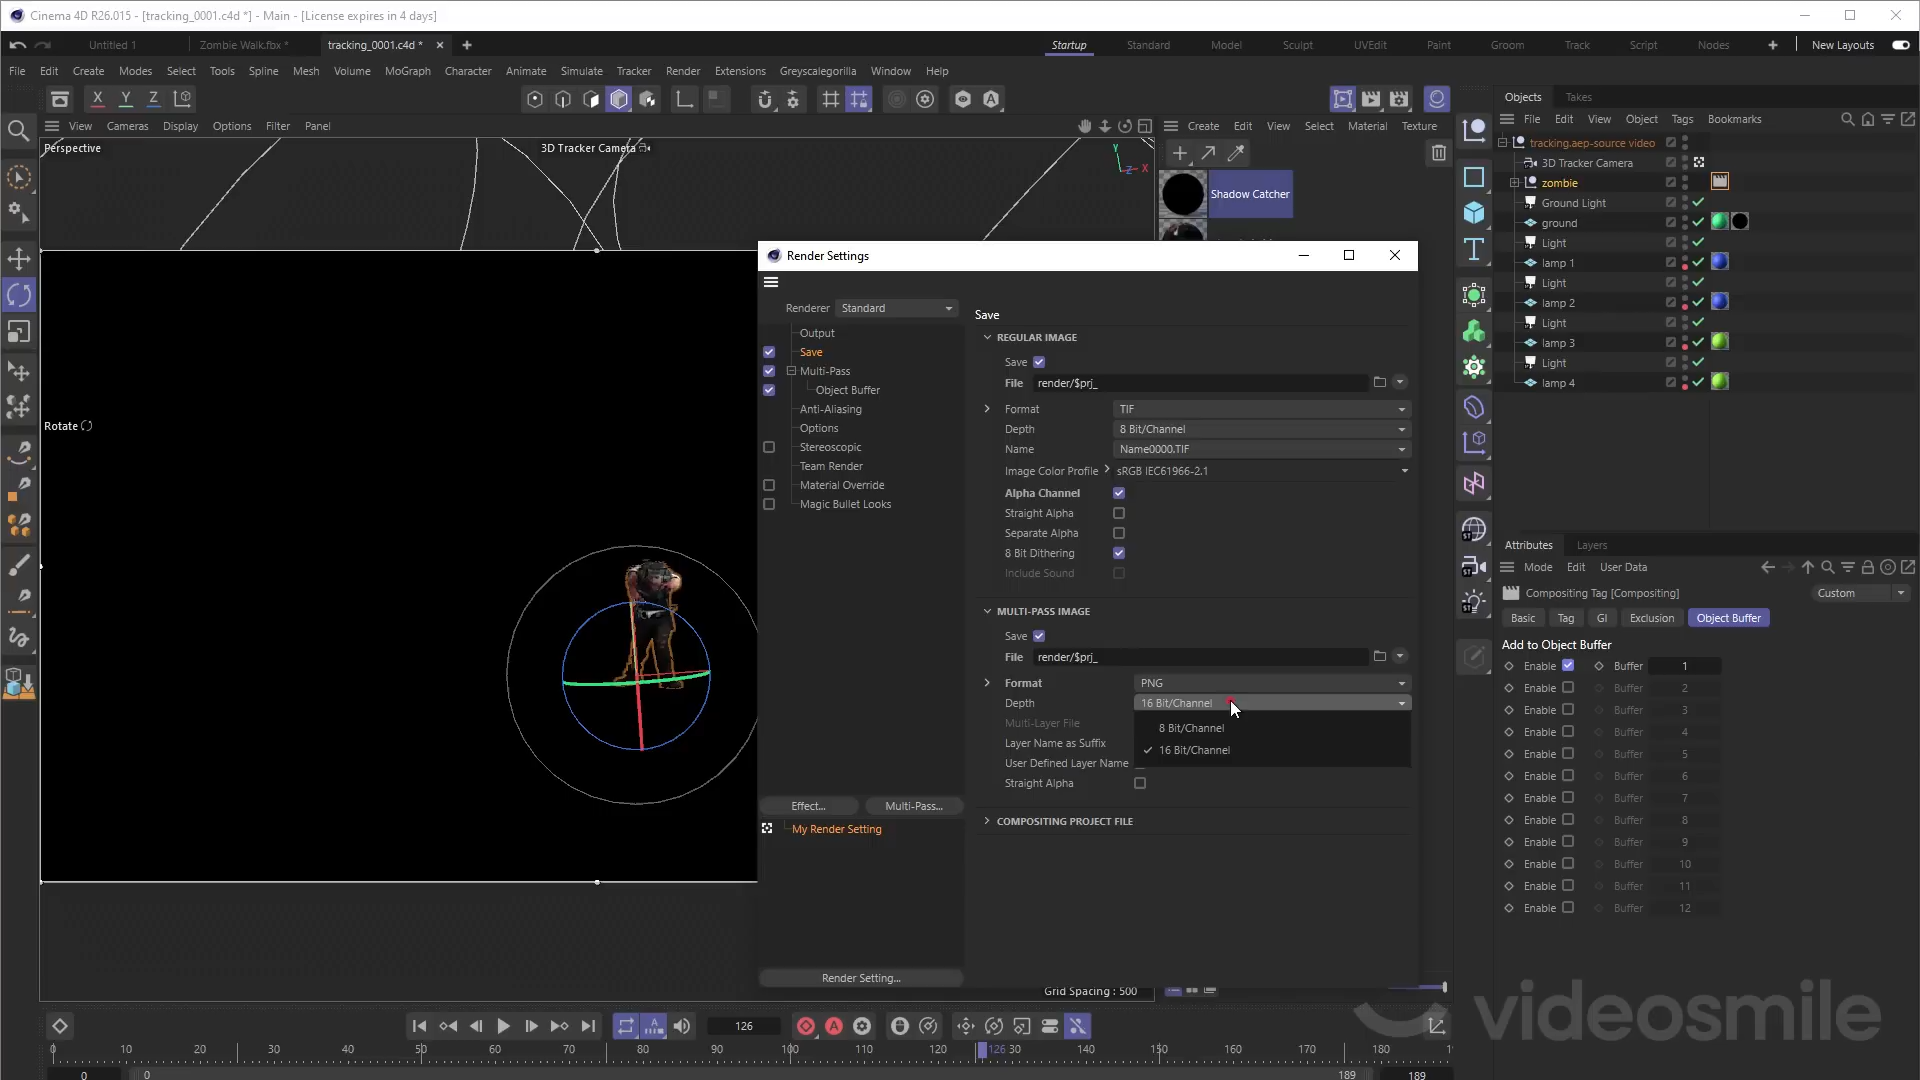 Cinema 4D R26.015 - [tracking_0001.c4d *] - Main - [License expires in 4 days]
Untitled 1 Zombie Walk.fbx * tracking_0001.c4d * Startup Standard Model Sculpt UVEdit Paint Groom Track Script Nodes New Layouts
File Edit Create Modes Select Tools Spline Mesh Volume MoGraph Character Animate Simulate Tracker Render Extensions Greyscalegorilla Window Help
X Y Z
View Cameras Display Options Filter Panel
Perspective
3D Tracker Camera
Y
X
Z
Rotate
Grid Spacing : 500
Create Edit View Select Material Texture
Shadow Catcher
Render Settings
Renderer Standard
Output
Save
Multi-Pass
Object Buffer
Anti-Aliasing
Options
Stereoscopic
Team Render
Material Override
Magic Bullet Looks
Effect... Multi-Pass...
My Render Setting
Render Setting...
Save
REGULAR IMAGE
Save
File render/$prj_
Format TIF
Depth 8 Bit/Channel
Name Name0000.TIF
Image Color Profile sRGB IEC61966-2.1
Alpha Channel
Straight Alpha
Separate Alpha
8 Bit Dithering
Include Sound
MULTI-PASS IMAGE
Save
File render/$prj_
Format PNG
Depth 16 Bit/Channel
8 Bit/Channel
16 Bit/Channel
Multi-Layer File
Layer Name as Suffix
User Defined Layer Name
Straight Alpha
COMPOSITING PROJECT FILE
Objects Takes
File Edit View Object Tags Bookmarks
tracking.aep-source video
3D Tracker Camera
zombie
Ground Light
ground
Light
lamp 1
Light
lamp 2
Light
lamp 3
Light
lamp 4
Attributes Layers
Mode Edit User Data
Compositing Tag [Compositing] Custom
Basic Tag GI Exclusion Object Buffer
Add to Object Buffer
Enable Buffer 1
Enable Buffer 2
Enable Buffer 3
Enable Buffer 4
Enable Buffer 5
Enable Buffer 6
Enable Buffer 7
Enable Buffer 8
Enable Buffer 9
Enable Buffer 10
Enable Buffer 11
Enable Buffer 12
videosmile
126
0 10 20 30 40 50 60 70 80 90 100 110 120 126 30 140 150 160 170 180
0 0 189 189